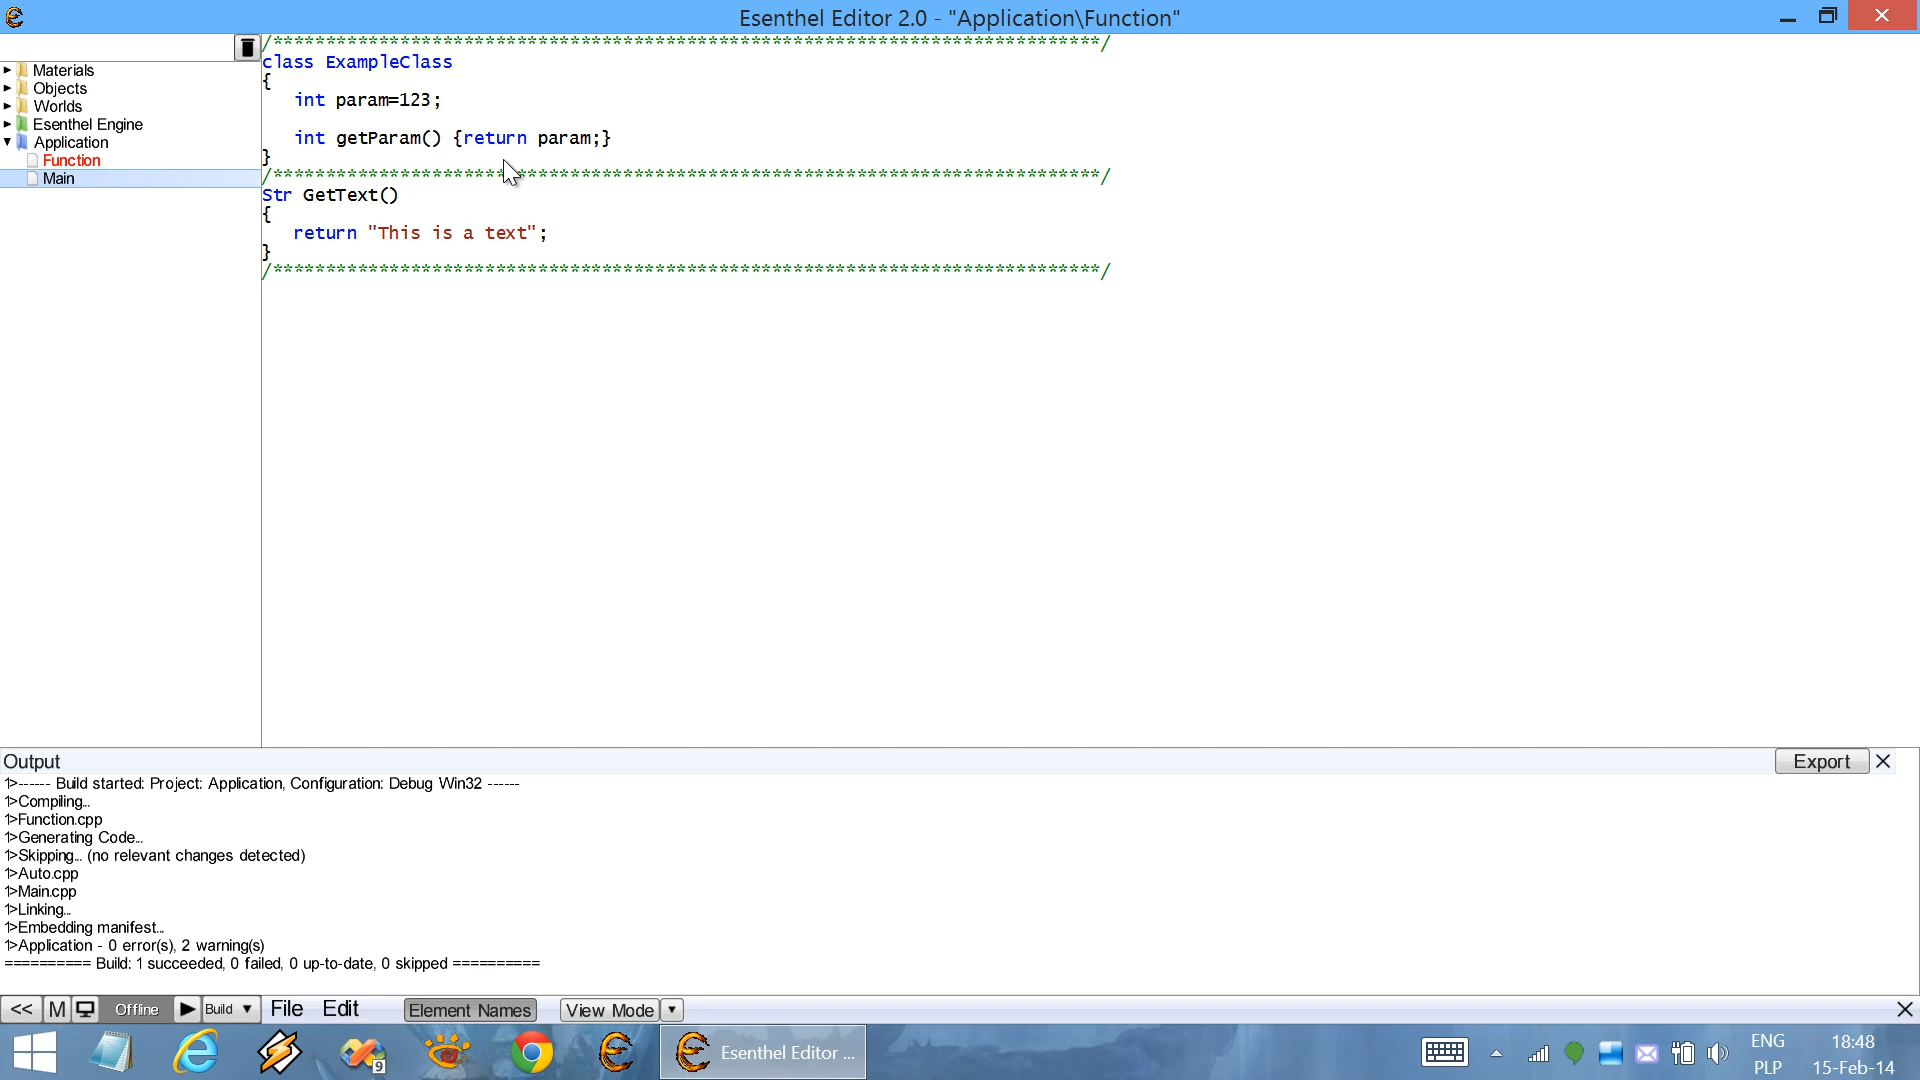 Esenthel Editor 2.0 - "Application\Function"
Materials
Objects
Worlds
Esenthel Engine
Application
Function
Main
/******************************************************************************/
class ExampleClass
{
int param=123;
int getParam() {return param;}
}
/******************************************************************************/
Str GetText()
{
return "This is a text";
}
/******************************************************************************/
Output
Export
1>------ Build started: Project: Application, Configuration: Debug Win32 ------
1>Compiling...
1>Function.cpp
1>Generating Code...
1>Skipping... (no relevant changes detected)
1>Auto.cpp
1>Main.cpp
1>Linking...
1>Embedding manifest...
1>Application - 0 error(s), 2 warning(s)
========== Build: 1 succeeded, 0 failed, 0 up-to-date, 0 skipped ==========
<< M Offline Build File Edit Element Names View Mode
9
Esenthel Editor ...
ENG
PLP
18:48
15-Feb-14